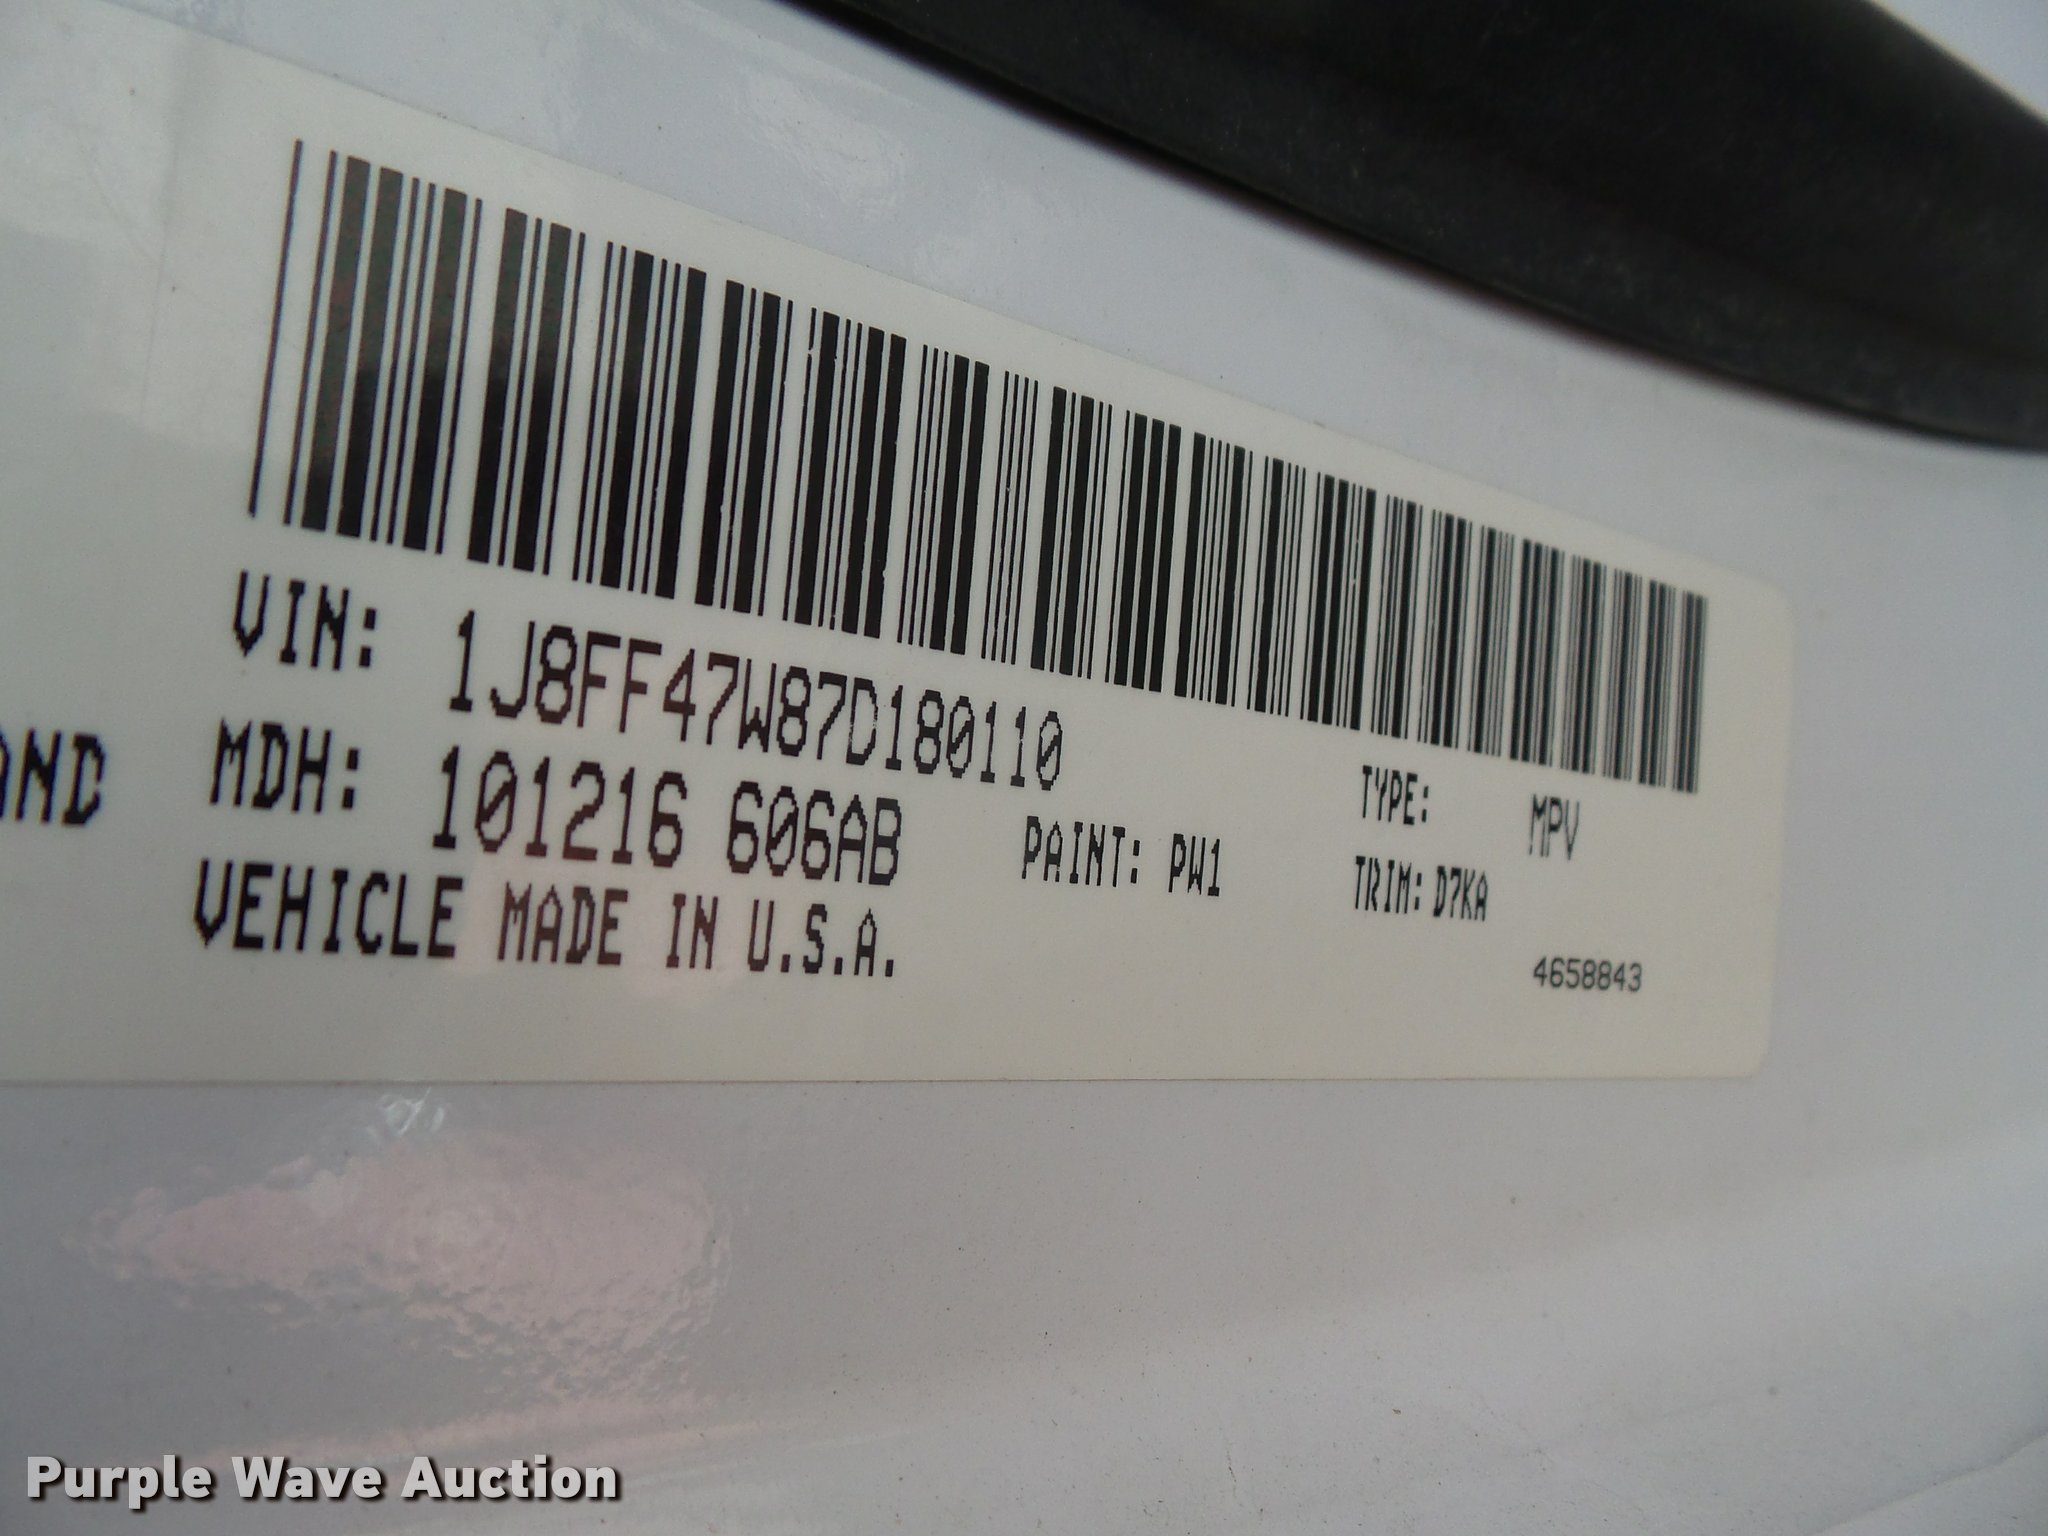 VIN: 1J8FF47W87D180110
TYPE: MPV
MDH: 101216 606AB PAINT: PW1 TRIM: D7KA
VEHICLE MADE IN U.S.A.
4658843
Purple Wave Auction